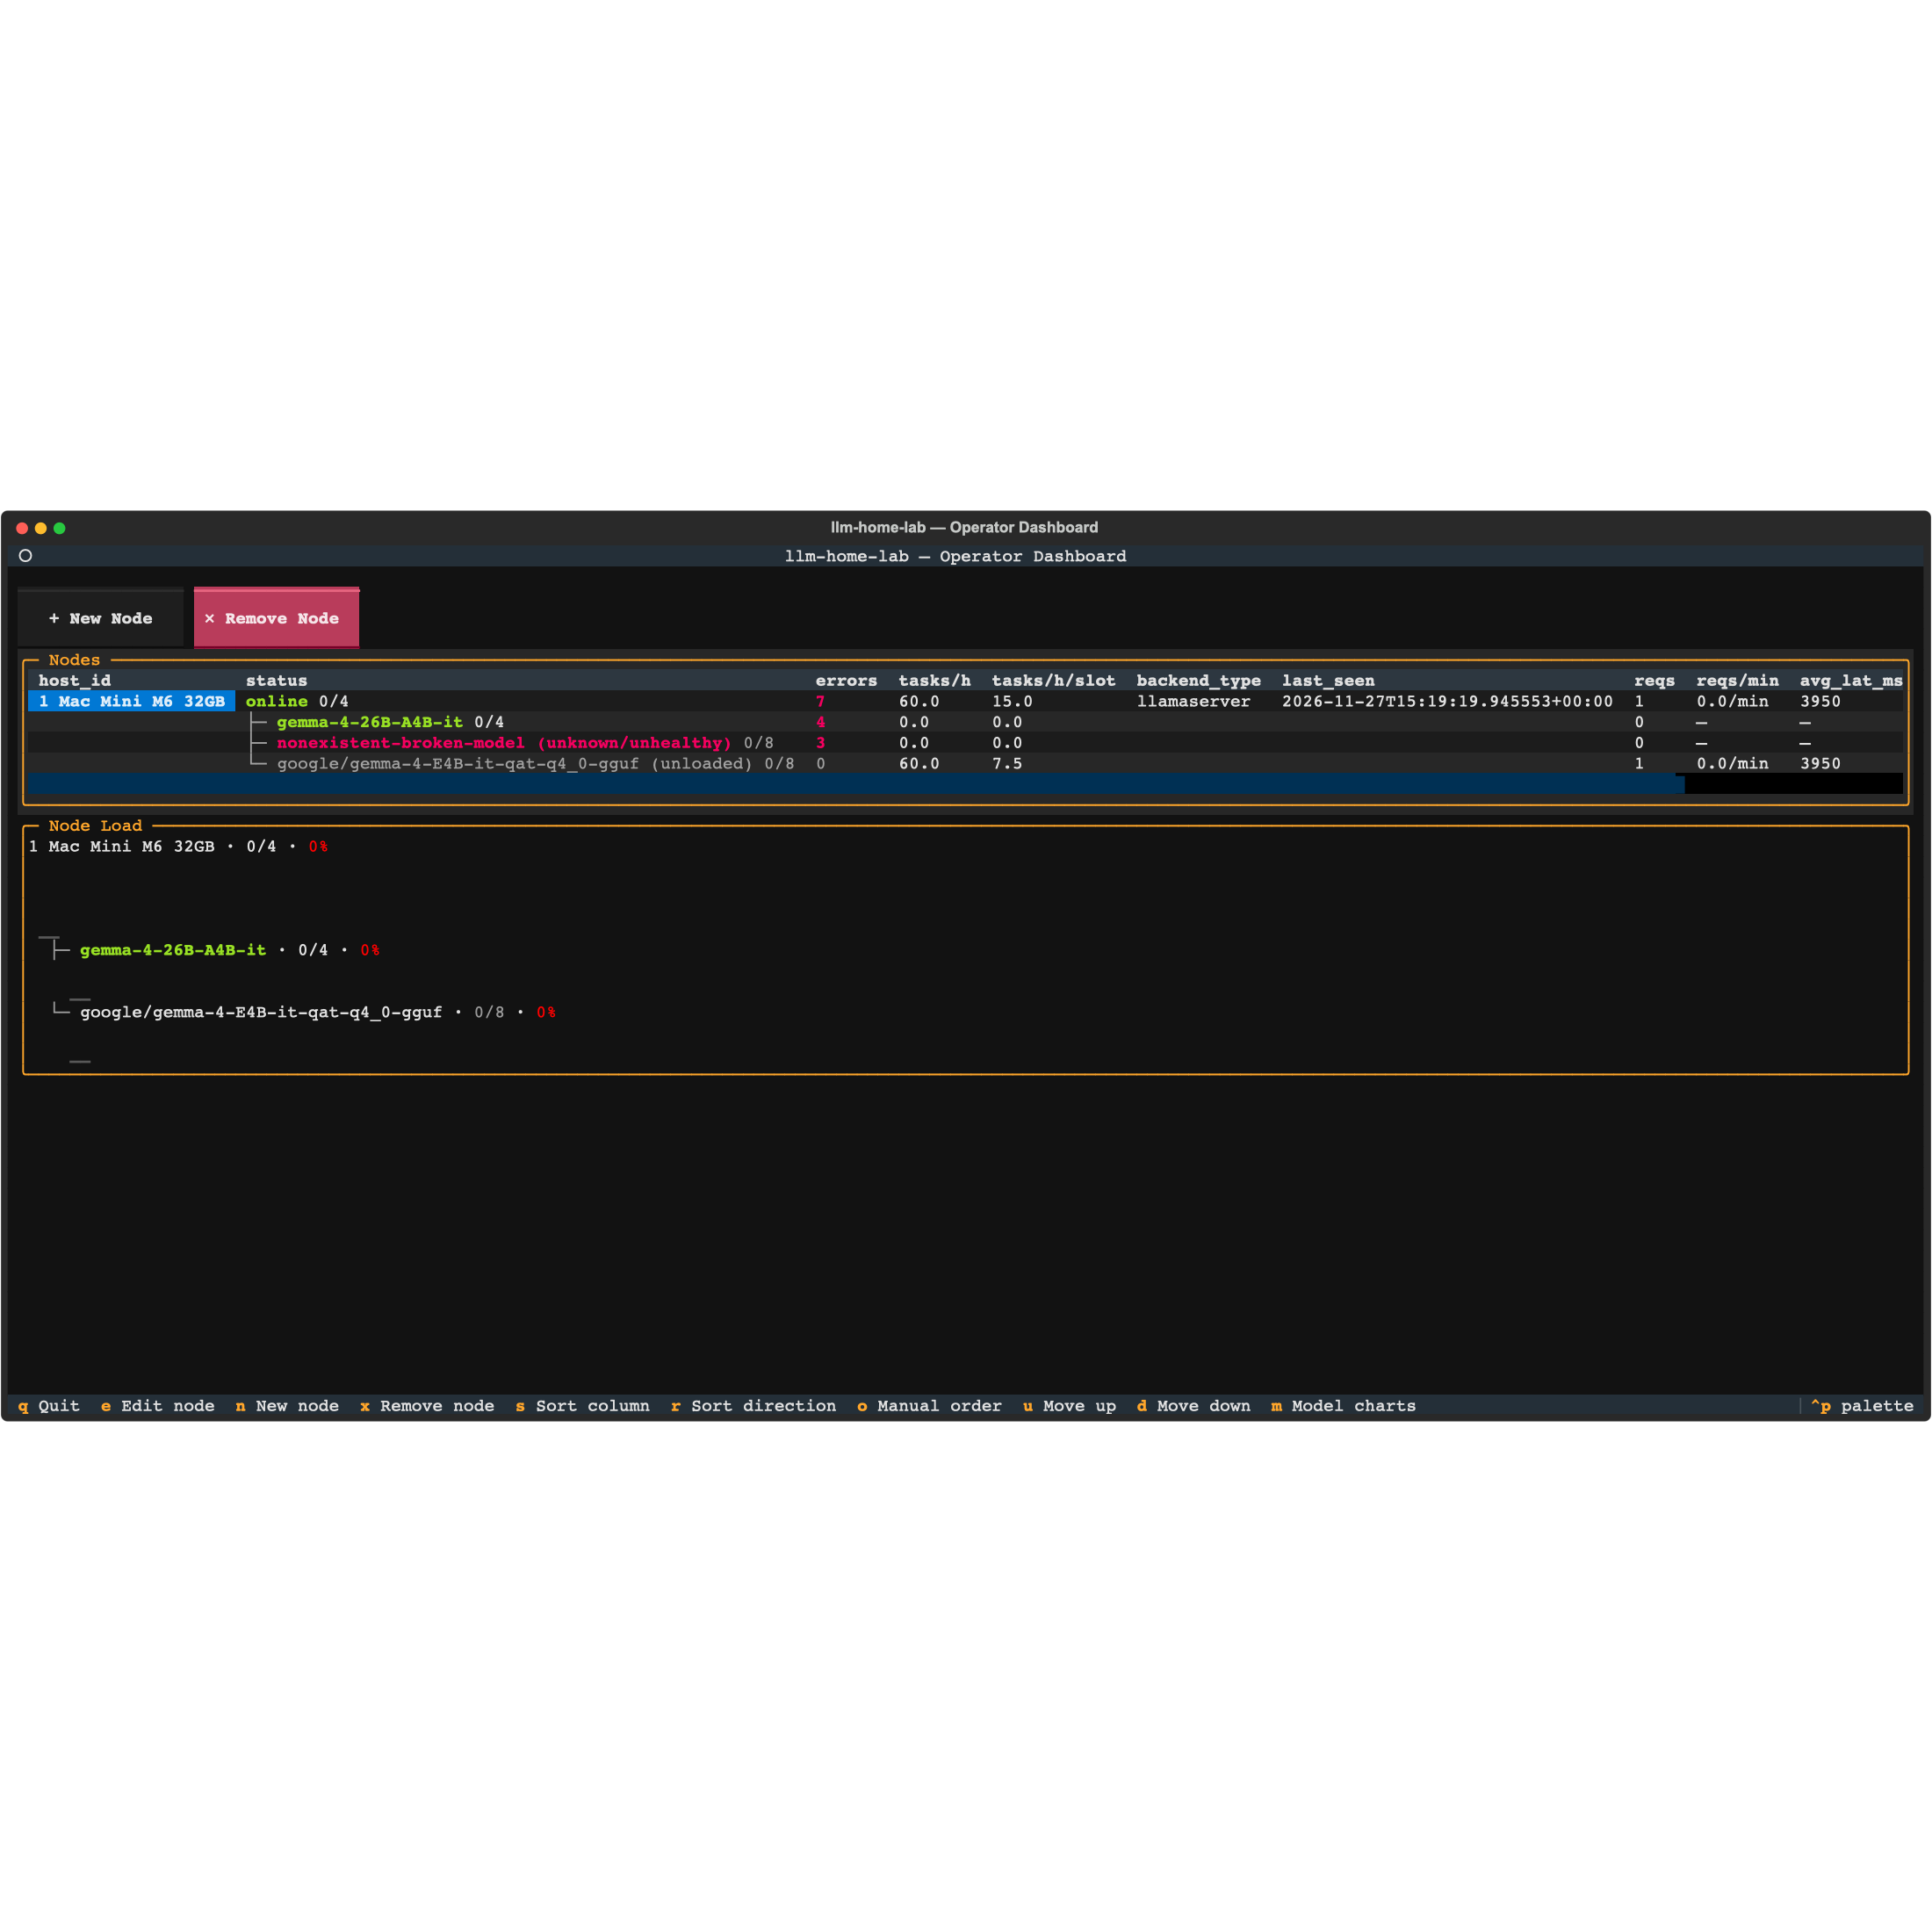 llm-home-lab — Operator Dashboard
llm-home-lab — Operator Dashboard
+ New Node × Remove Node
Nodes
host_id status errors tasks/h tasks/h/slot backend_type last_seen reqs reqs/min avg_lat_ms
1 Mac Mini M6 32GB online 0/4 7 60.0 15.0 llamaserver 2026-11-27T15:19:19.945553+00:00 1 0.0/min 3950
├─ gemma-4-26B-A4B-it 0/4 4 0.0 0.0 0 — —
├─ nonexistent-broken-model (unknown/unhealthy) 0/8 3 0.0 0.0 0 — —
└─ google/gemma-4-E4B-it-qat-q4_0-gguf (unloaded) 0/8 0 60.0 7.5 1 0.0/min 3950
Node Load
1 Mac Mini M6 32GB · 0/4 · 0%
├─ gemma-4-26B-A4B-it · 0/4 · 0%
└─ google/gemma-4-E4B-it-qat-q4_0-gguf · 0/8 · 0%
q Quit e Edit node n New node x Remove node s Sort column r Sort direction o Manual order u Move up d Move down m Model charts ^p palette